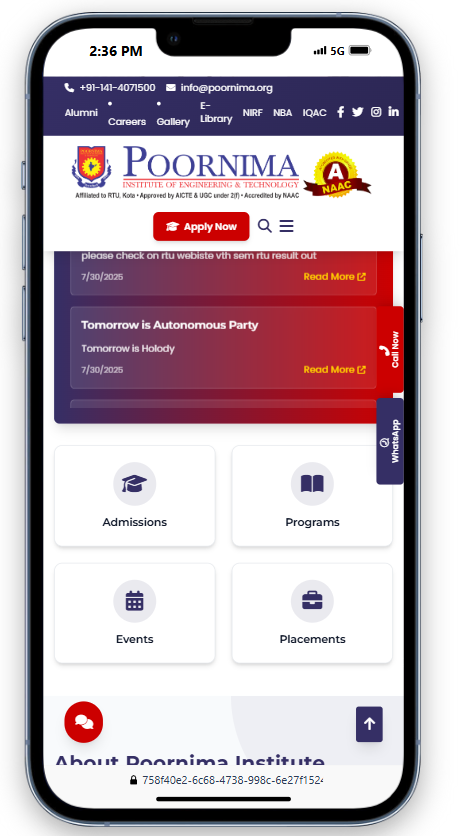 2:36 PM
5G
+91-141-4071500 info@poornima.org
Alumni Careers Gallery E-Library NIRF NBA IQAC
POORNIMA
INSTITUTE OF ENGINEERING & TECHNOLOGY
Affiliated to RTU, Kota • Approved by AICTE & UGC under 2(f) • Accredited by NAAC
A
NAAC
Apply Now
please check on rtu webiste vth sem rtu result out
7/30/2025 Read More
Tomorrow is Autonomous Party
Tomorrow is Holody
7/30/2025 Read More
Call Now
WhatsApp
Admissions Programs
Events Placements
About Poornima Institute
758f40e2-6c68-4738-998c-6e27f1524